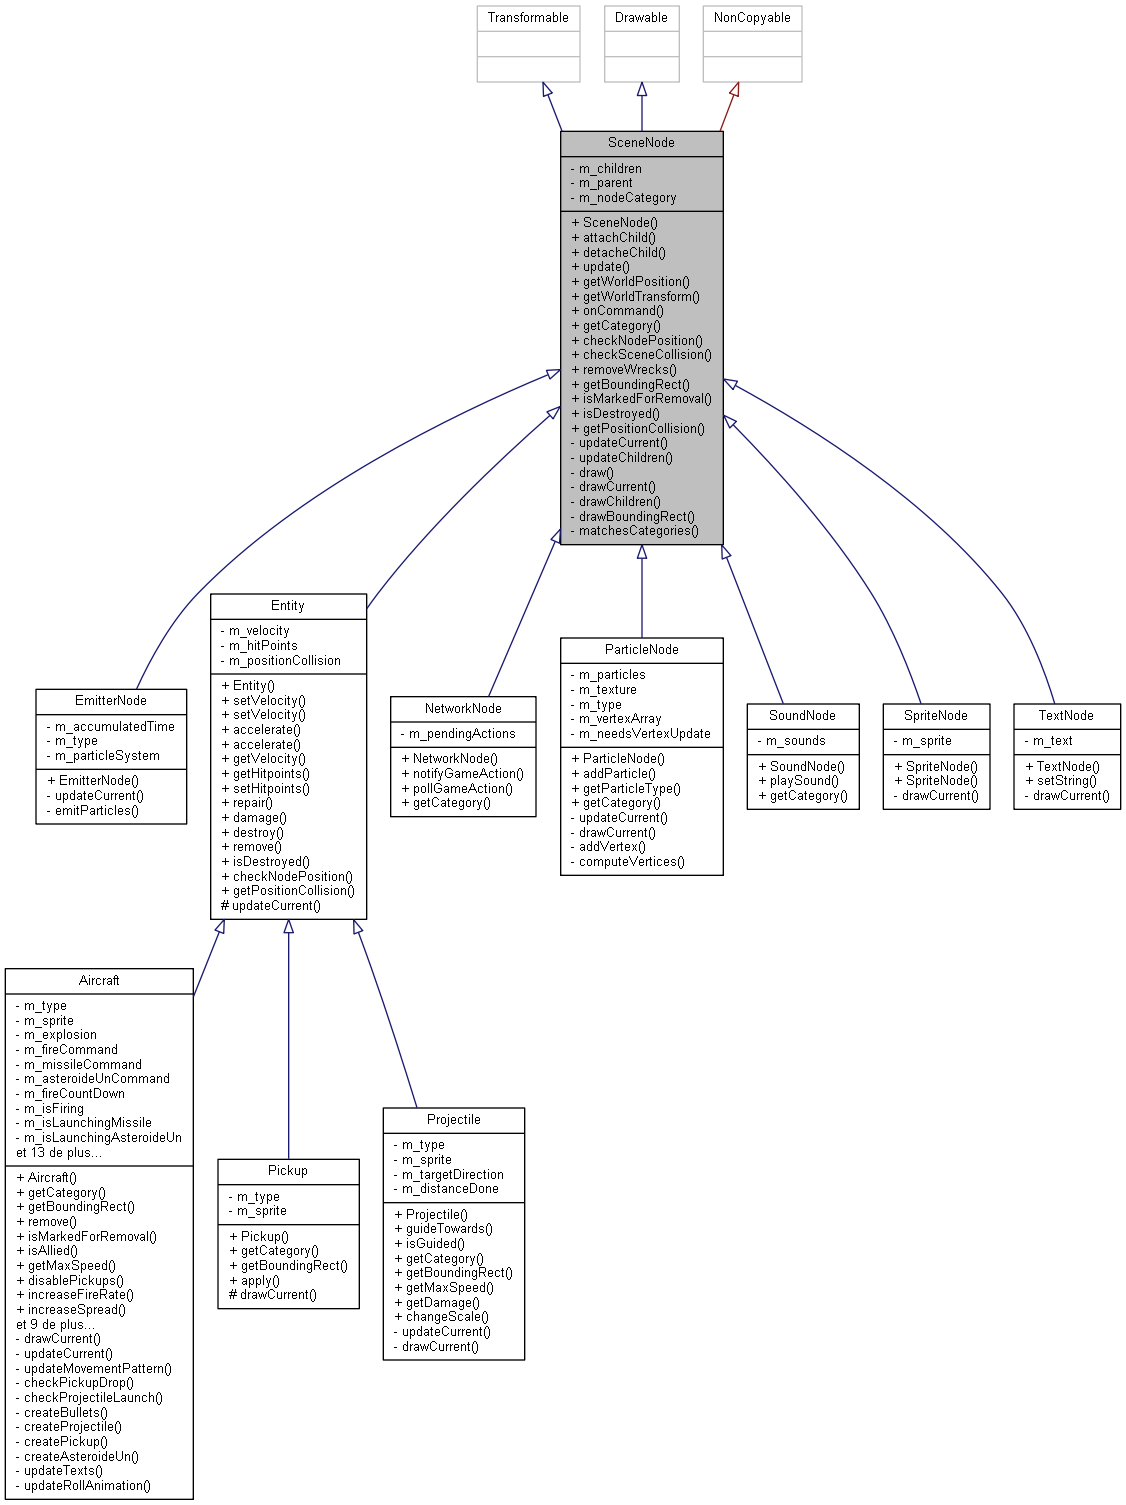 Transformable
Drawable
NonCopyable
SceneNode
- m_children
- m_parent
- m_nodeCategory
+ SceneNode()
+ attachChild()
+ detacheChild()
+ update()
+ getWorldPosition()
+ getWorldTransform()
+ onCommand()
+ getCategory()
+ checkNodePosition()
+ checkSceneCollision()
+ removeWrecks()
+ getBoundingRect()
+ isMarkedForRemoval()
+ isDestroyed()
+ getPositionCollision()
- updateCurrent()
- updateChildren()
- draw()
- drawCurrent()
- drawChildren()
- drawBoundingRect()
- matchesCategories()
EmitterNode
- m_accumulatedTime
- m_type
- m_particleSystem
+ EmitterNode()
- updateCurrent()
- emitParticles()
Entity
- m_velocity
- m_hitPoints
- m_positionCollision
+ Entity()
+ setVelocity()
+ setVelocity()
+ accelerate()
+ accelerate()
+ getVelocity()
+ getHitpoints()
+ setHitpoints()
+ repair()
+ damage()
+ destroy()
+ remove()
+ isDestroyed()
+ checkNodePosition()
+ getPositionCollision()
# updateCurrent()
NetworkNode
- m_pendingActions
+ NetworkNode()
+ notifyGameAction()
+ pollGameAction()
+ getCategory()
ParticleNode
- m_particles
- m_texture
- m_type
- m_vertexArray
- m_needsVertexUpdate
+ ParticleNode()
+ addParticle()
+ getParticleType()
+ getCategory()
- updateCurrent()
- drawCurrent()
- addVertex()
- computeVertices()
SoundNode
- m_sounds
+ SoundNode()
+ playSound()
+ getCategory()
SpriteNode
- m_sprite
+ SpriteNode()
+ SpriteNode()
- drawCurrent()
TextNode
- m_text
+ TextNode()
+ setString()
- drawCurrent()
Aircraft
- m_type
- m_sprite
- m_explosion
- m_fireCommand
- m_missileCommand
- m_asteroideUnCommand
- m_fireCountDown
- m_isFiring
- m_isLaunchingMissile
- m_isLaunchingAsteroideUn
et 13 de plus...
+ Aircraft()
+ getCategory()
+ getBoundingRect()
+ remove()
+ isMarkedForRemoval()
+ isAllied()
+ getMaxSpeed()
+ disablePickups()
+ increaseFireRate()
+ increaseSpread()
et 9 de plus...
- drawCurrent()
- updateCurrent()
- updateMovementPattern()
- checkPickupDrop()
- checkProjectileLaunch()
- createBullets()
- createProjectile()
- createPickup()
- createAsteroideUn()
- updateTexts()
- updateRollAnimation()
Pickup
- m_type
- m_sprite
+ Pickup()
+ getCategory()
+ getBoundingRect()
+ apply()
# drawCurrent()
Projectile
- m_type
- m_sprite
- m_targetDirection
- m_distanceDone
+ Projectile()
+ guideTowards()
+ isGuided()
+ getCategory()
+ getBoundingRect()
+ getMaxSpeed()
+ getDamage()
+ changeScale()
- updateCurrent()
- drawCurrent()